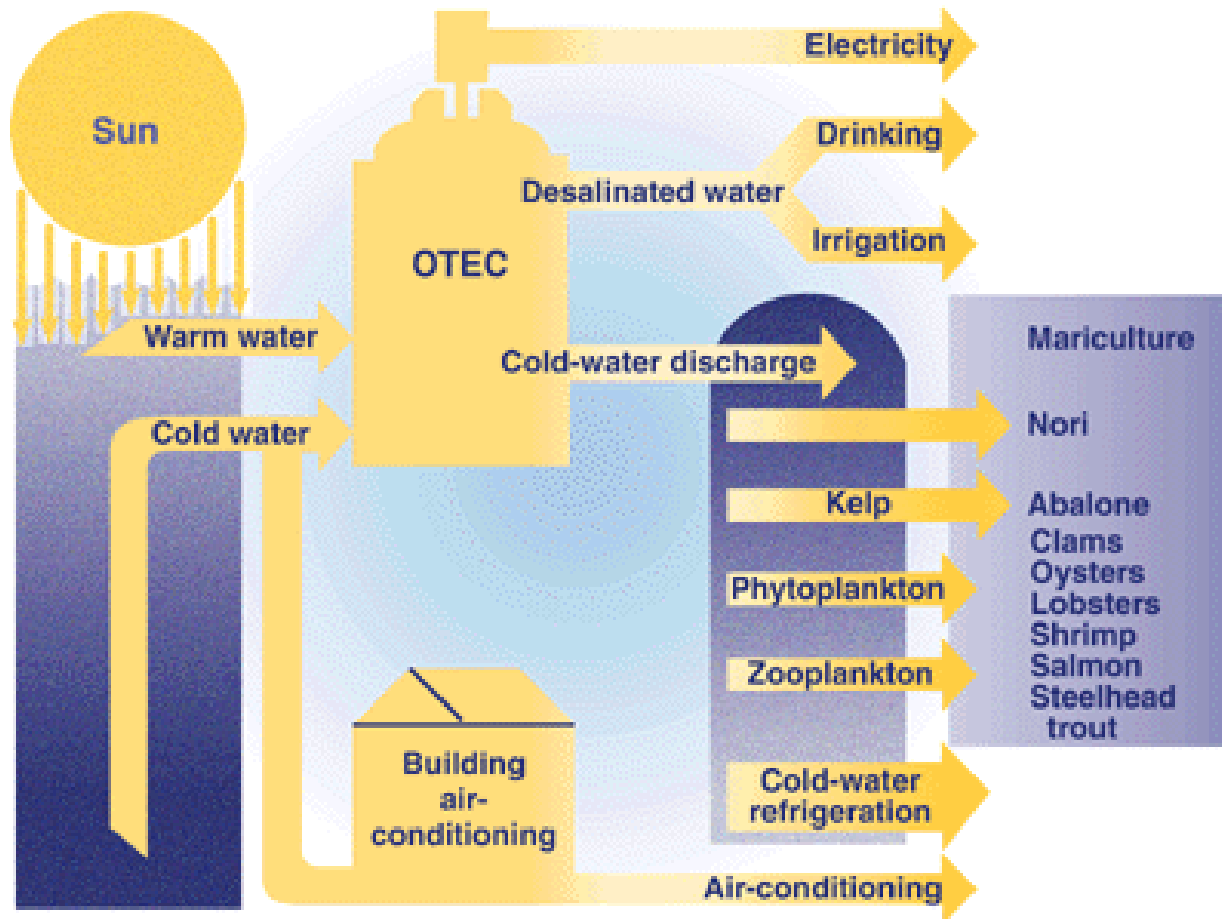 Sun
OTEC
Electricity
Drinking
Desalinated water
Irrigation
Warm water
Cold-water discharge
Cold water
Mariculture
Nori
Kelp
Abalone
Clams
Oysters
Phytoplankton
Lobsters
Shrimp
Zooplankton
Salmon
Steelhead
trout
Building
air-
conditioning
Cold-water
refrigeration
Air-conditioning